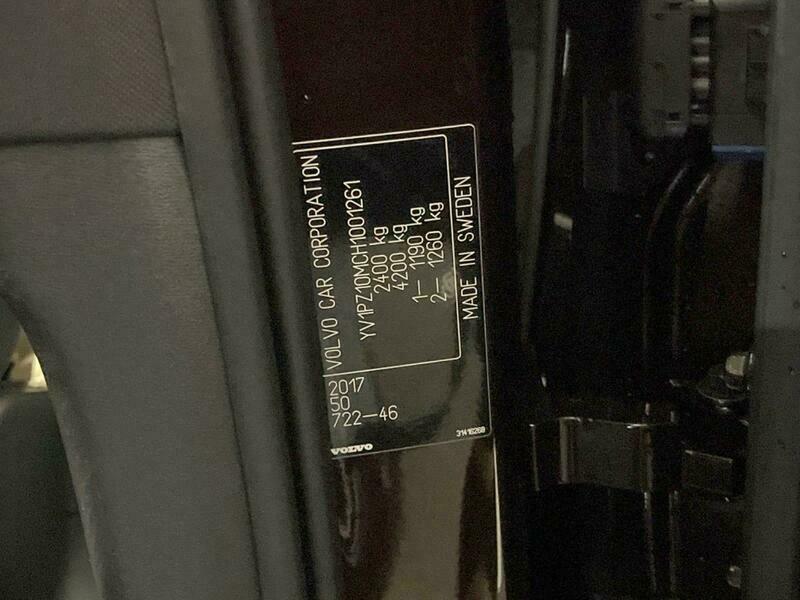 VOLVO CAR CORPORATION
YV1PZ10MCH1001261
2400 kg
4200 kg
1– 1190 kg
2– 1260 kg
MADE IN SWEDEN
2017
50
722–46
VOLVO